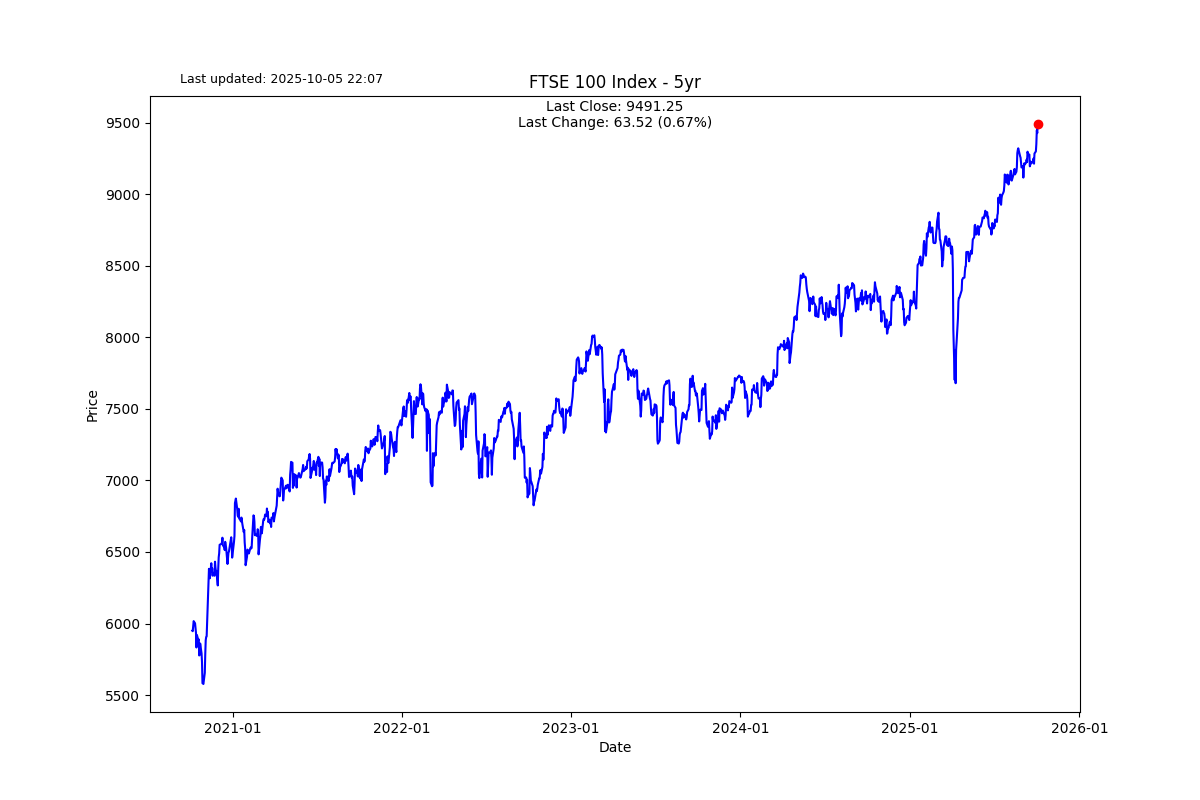 Last updated: 2025-10-05 22:07
FTSE 100 Index - 5yr
Last Close: 9491.25
Last Change: 63.52 (0.67%)
9500
9000
8500
8000
7500
7000
6500
6000
5500
Price
2021-01
2022-01
2023-01
2024-01
2025-01
2026-01
Date